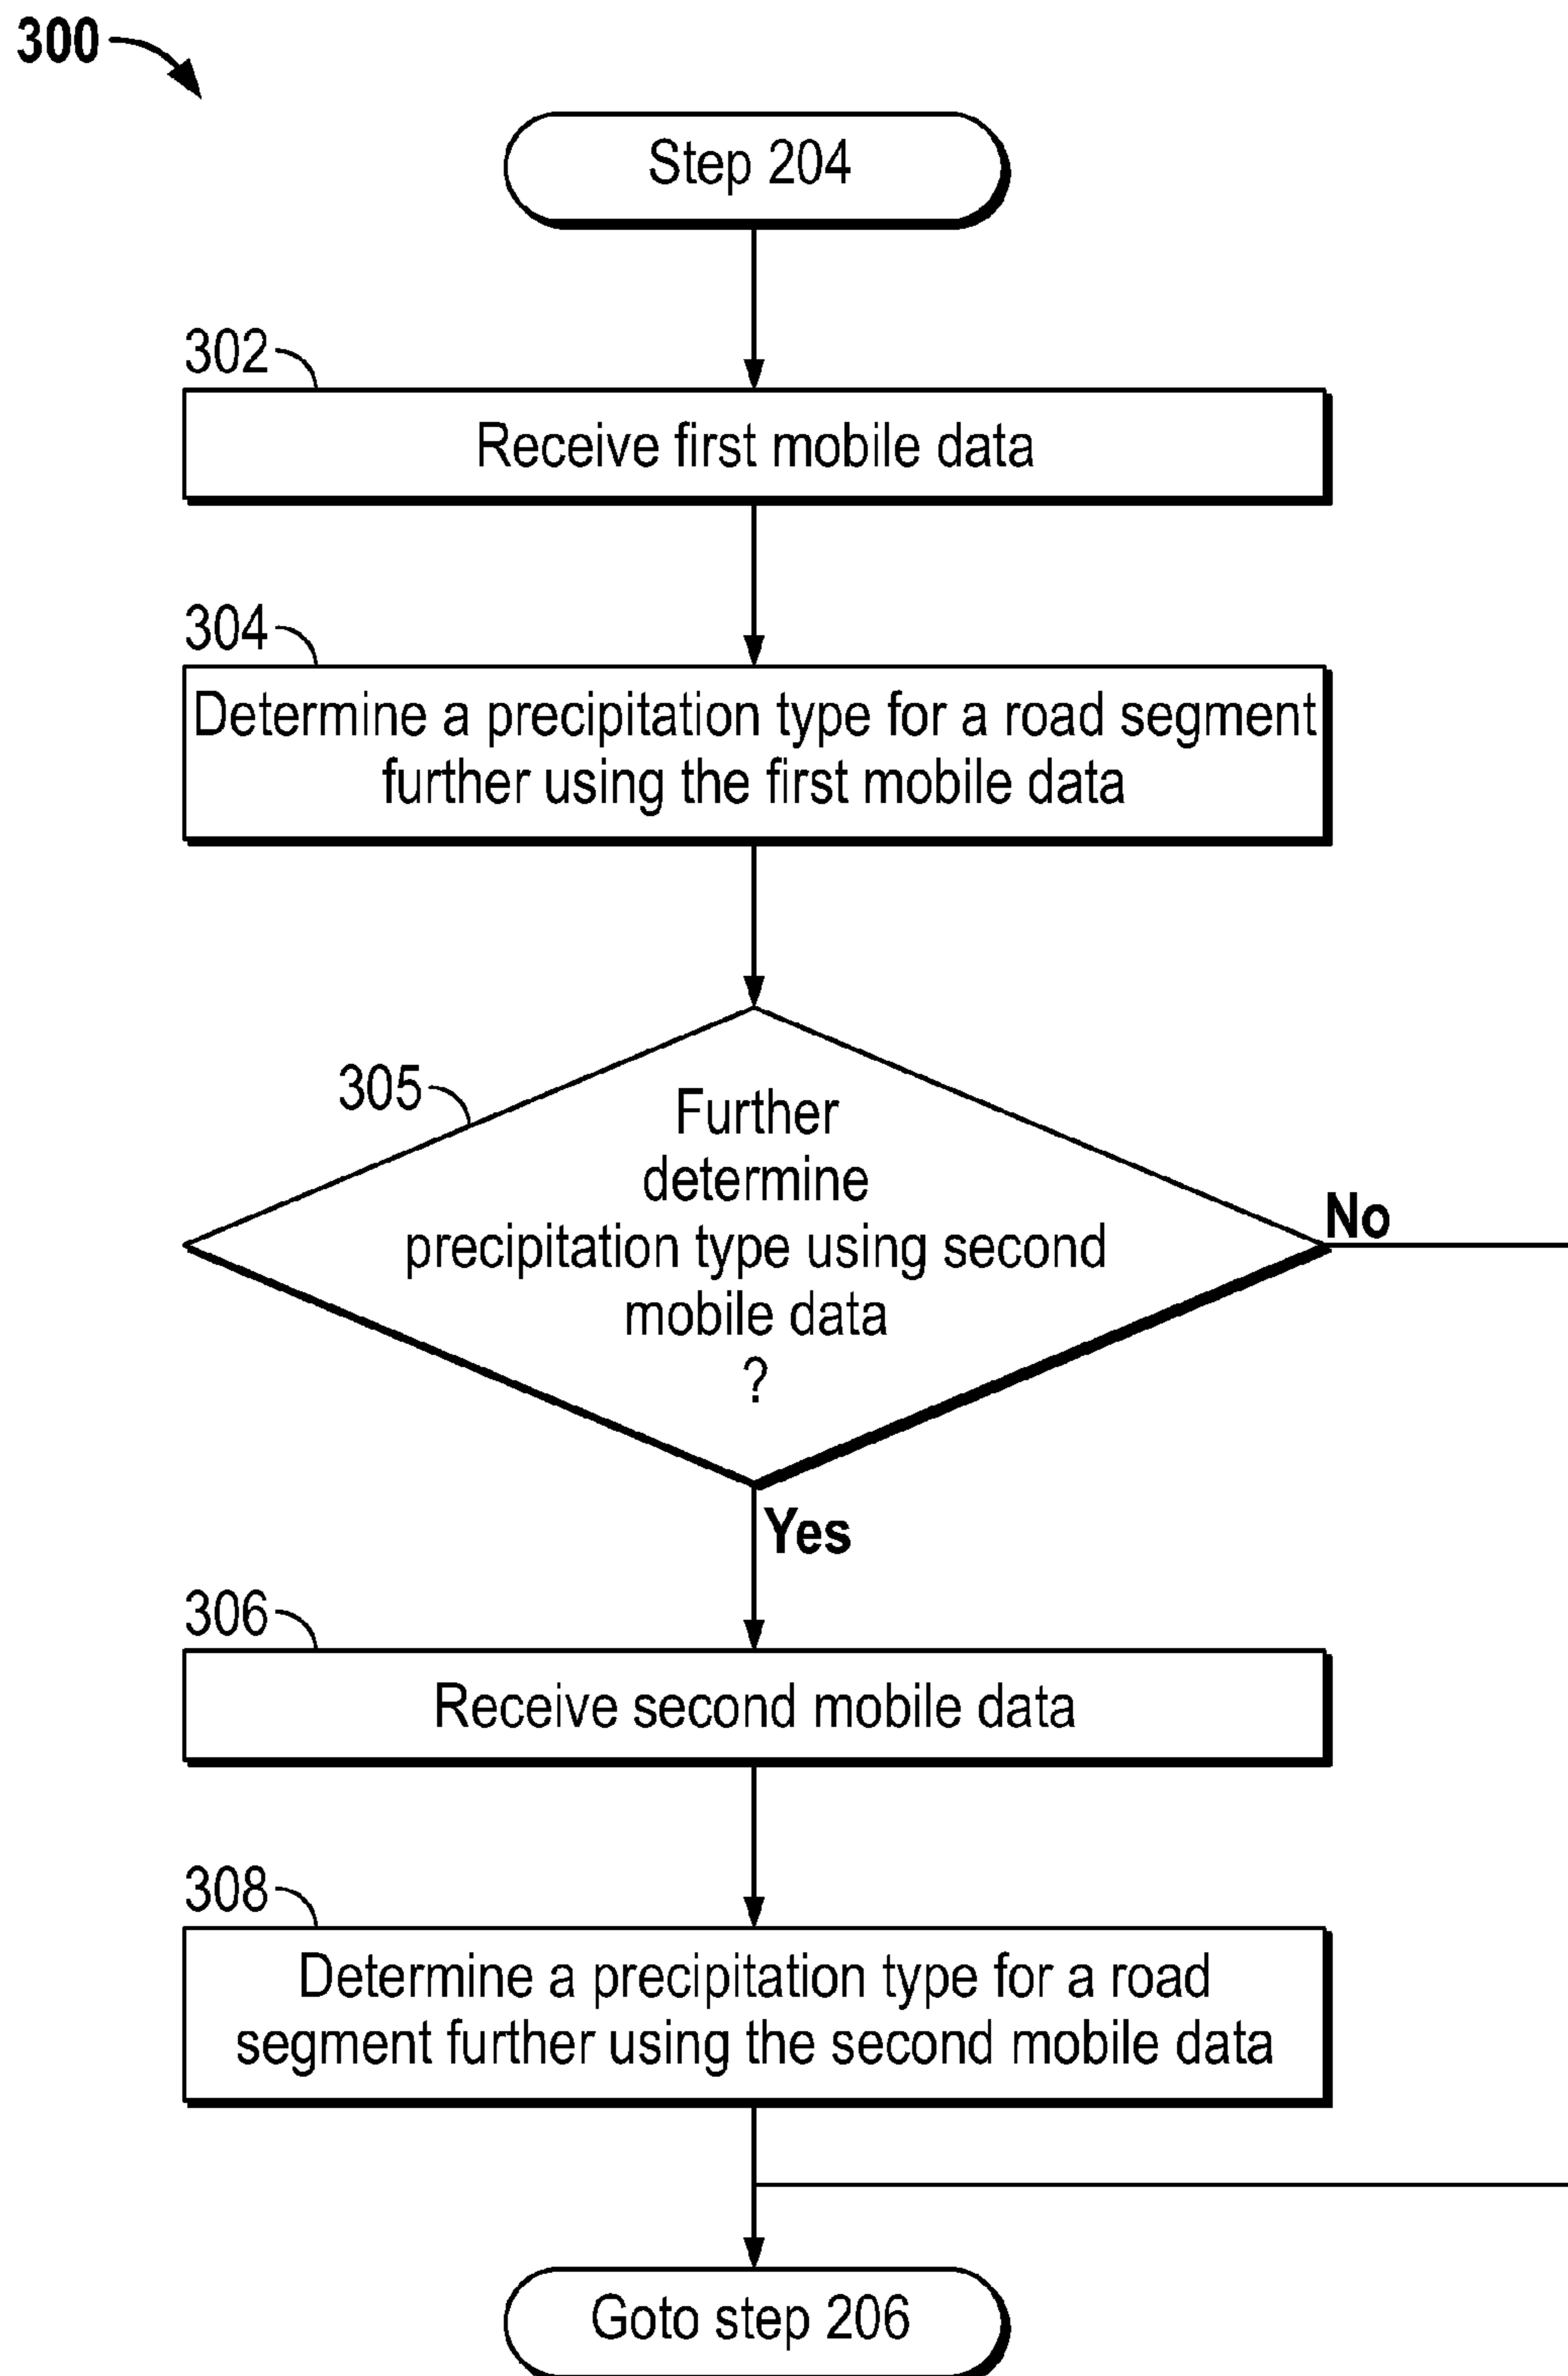 300
Step 204
302
Receive first mobile data
304
Determine a precipitation type for a road segment
further using the first mobile data
305
Further
determine
precipitation type using second
mobile data
?
No
Yes
306
Receive second mobile data
308
Determine a precipitation type for a road
segment further using the second mobile data
Goto step 206